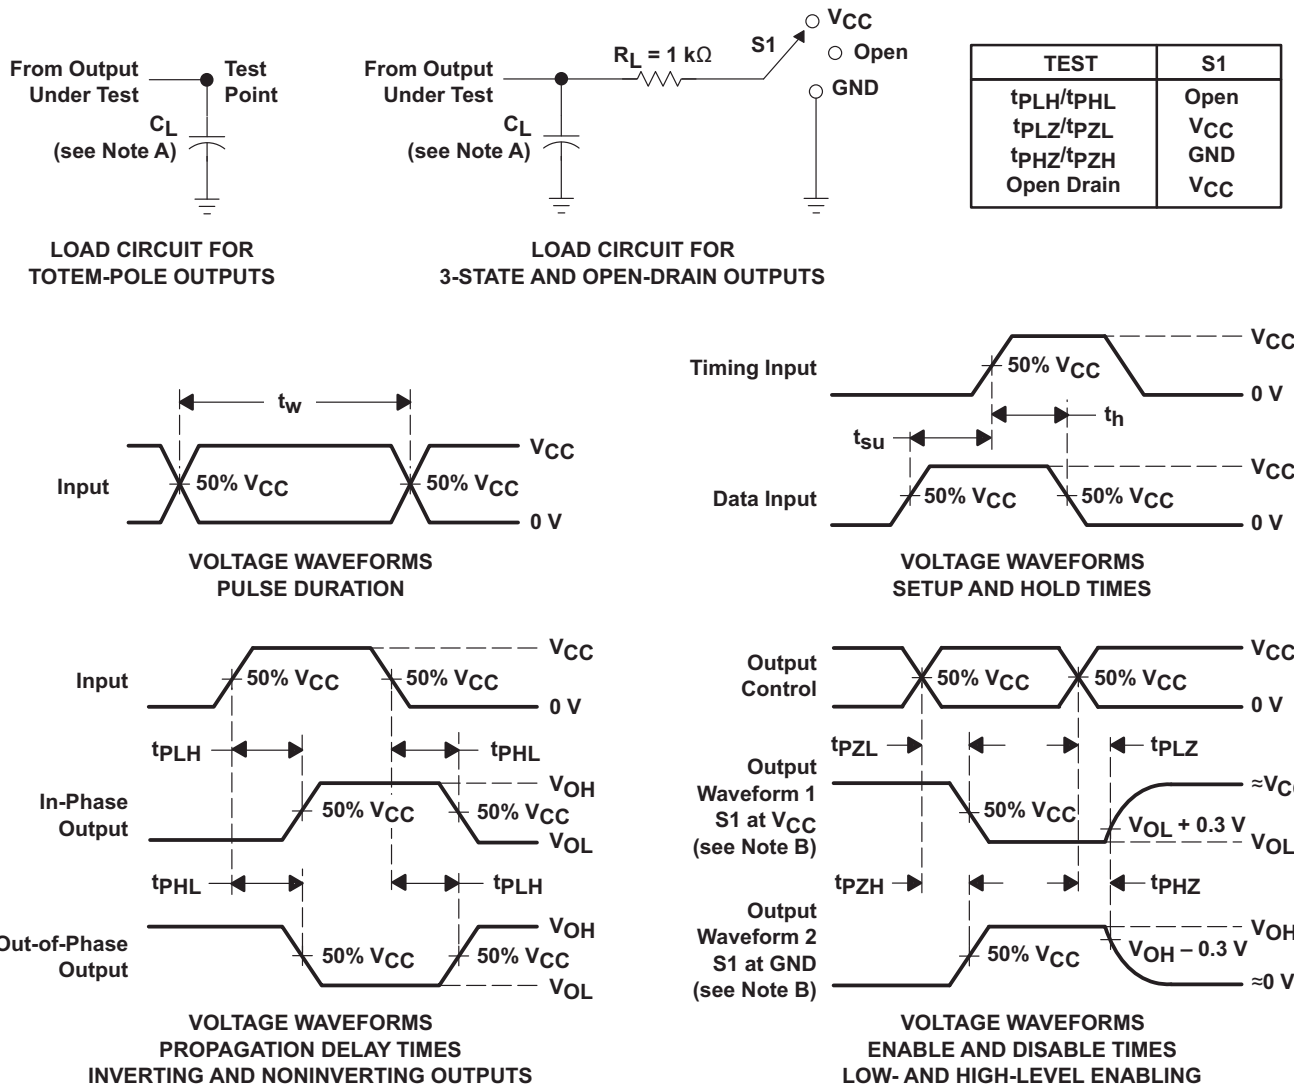 From Output
Under Test
Test
Point
CL
(see Note A)
LOAD CIRCUIT FOR
TOTEM-POLE OUTPUTS
From Output
Under Test
RL = 1 kΩ
S1
VCC
Open
GND
CL
(see Note A)
LOAD CIRCUIT FOR
3-STATE AND OPEN-DRAIN OUTPUTS
TEST S1
tPLH/tPHL Open
tPLZ/tPZL VCC
tPHZ/tPZH GND
Open Drain VCC
tw
Input
50% VCC
50% VCC
VCC
0 V
VOLTAGE WAVEFORMS
PULSE DURATION
Timing Input
50% VCC
VCC
0 V
tsu
th
Data Input
50% VCC
50% VCC
VCC
0 V
VOLTAGE WAVEFORMS
SETUP AND HOLD TIMES
Input
50% VCC
50% VCC
VCC
0 V
tPLH
tPHL
In-Phase
Output
50% VCC
50% VCC
VOH
VOL
tPHL
tPLH
Out-of-Phase
Output
50% VCC
50% VCC
VOH
VOL
VOLTAGE WAVEFORMS
PROPAGATION DELAY TIMES
INVERTING AND NONINVERTING OUTPUTS
Output
Control
50% VCC
50% VCC
VCC
0 V
tPZL
tPLZ
Output
Waveform 1
S1 at VCC
(see Note B)
50% VCC
≈VCC
VOL + 0.3 V
VOL
tPZH
tPHZ
Output
Waveform 2
S1 at GND
(see Note B)
50% VCC
VOH
VOH – 0.3 V
≈0 V
VOLTAGE WAVEFORMS
ENABLE AND DISABLE TIMES
LOW- AND HIGH-LEVEL ENABLING